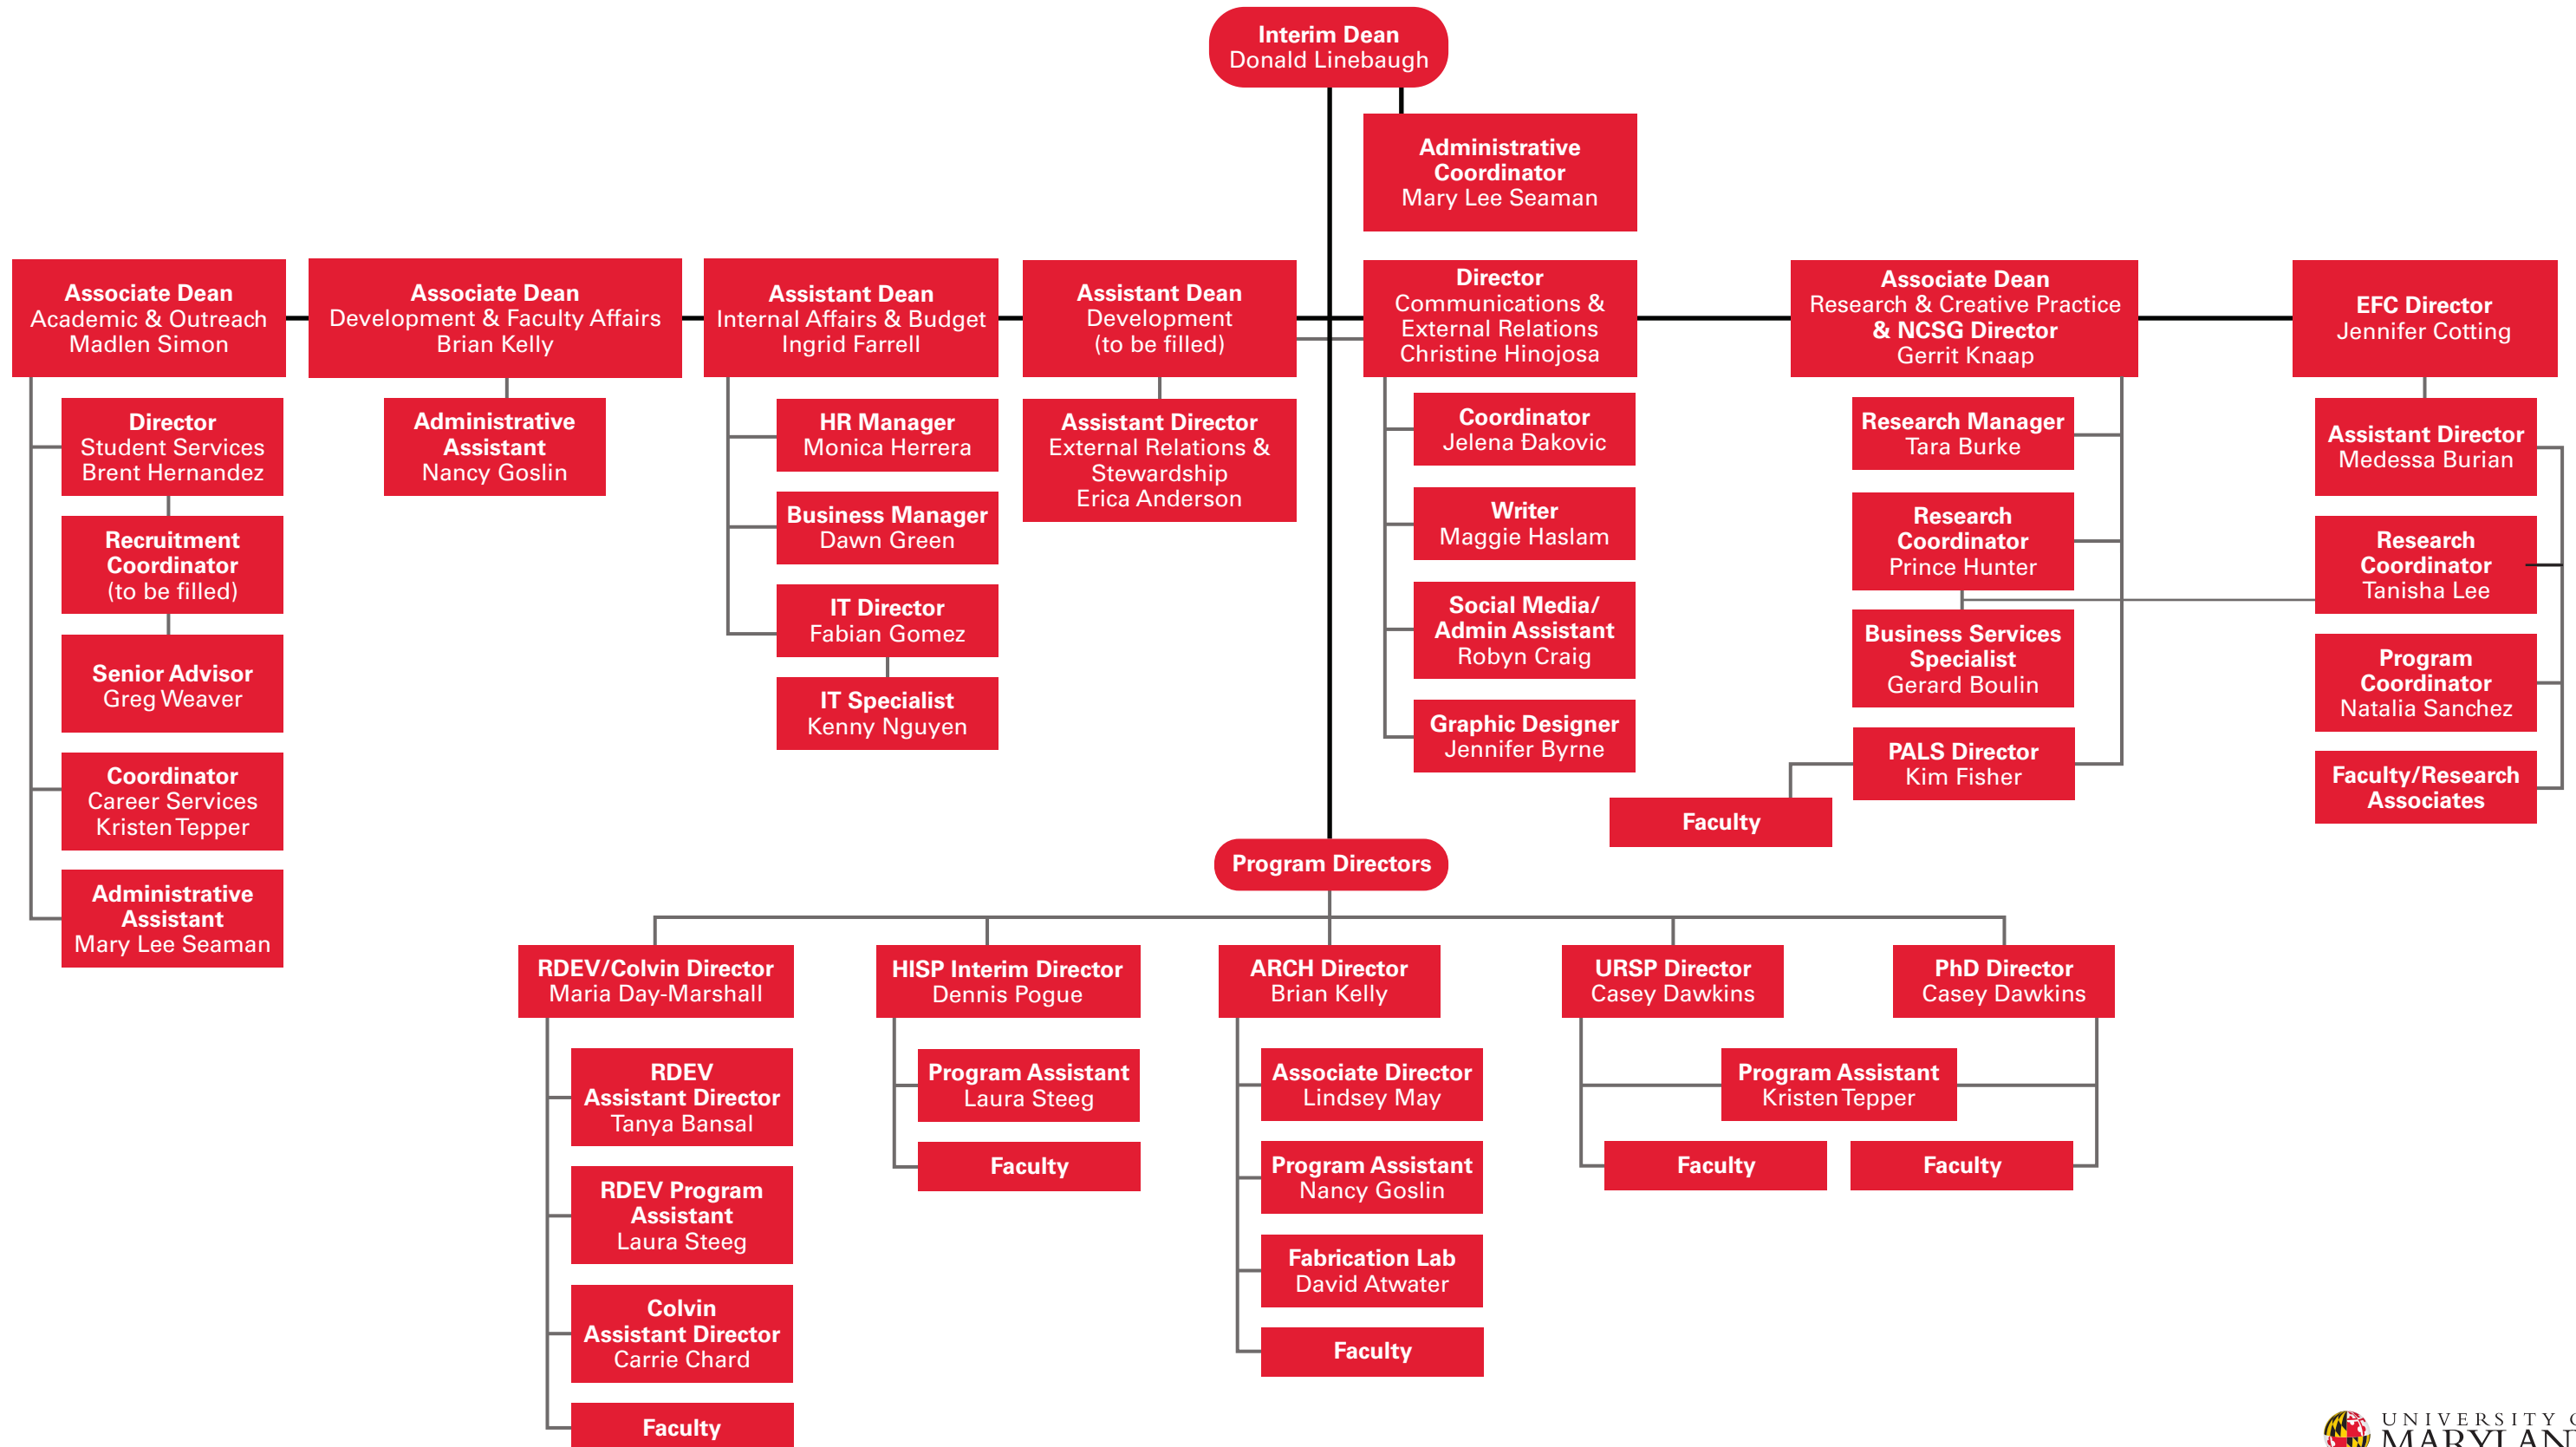 Interim Dean
Donald Linebaugh
Administrative
Coordinator
Mary Lee Seaman
Associate Dean
Academic & Outreach
Madlen Simon
Associate Dean
Development & Faculty Affairs
Brian Kelly
Assistant Dean
Internal Affairs & Budget
Ingrid Farrell
Assistant Dean
Development
(to be filled)
Director
Communications &
External Relations
Christine Hinojosa
Associate Dean
Research & Creative Practice
& NCSG Director
Gerrit Knaap
EFC Director
Jennifer Cotting
Director
Student Services
Brent Hernandez
Recruitment
Coordinator
(to be filled)
Senior Advisor
Greg Weaver
Coordinator
Career Services
Kristen Tepper
Administrative
Assistant
Mary Lee Seaman
Administrative
Assistant
Nancy Goslin
HR Manager
Monica Herrera
Business Manager
Dawn Green
IT Director
Fabian Gomez
IT Specialist
Kenny Nguyen
Assistant Director
External Relations &
Stewardship
Erica Anderson
Coordinator
Jelena Đakovic
Writer
Maggie Haslam
Social Media/
Admin Assistant
Robyn Craig
Graphic Designer
Jennifer Byrne
Research Manager
Tara Burke
Research
Coordinator
Prince Hunter
Business Services
Specialist
Gerard Boulin
PALS Director
Kim Fisher
Faculty
Assistant Director
Medessa Burian
Research
Coordinator
Tanisha Lee
Program
Coordinator
Natalia Sanchez
Faculty/Research
Associates
Program Directors
RDEV/Colvin Director
Maria Day-Marshall
RDEV
Assistant Director
Tanya Bansal
RDEV Program
Assistant
Laura Steeg
Colvin
Assistant Director
Carrie Chard
Faculty
HISP Interim Director
Dennis Pogue
Program Assistant
Laura Steeg
Faculty
ARCH Director
Brian Kelly
Associate Director
Lindsey May
Program Assistant
Nancy Goslin
Fabrication Lab
David Atwater
Faculty
URSP Director
Casey Dawkins
PhD Director
Casey Dawkins
Program Assistant
Kristen Tepper
Faculty
Faculty
UNIVERSITY